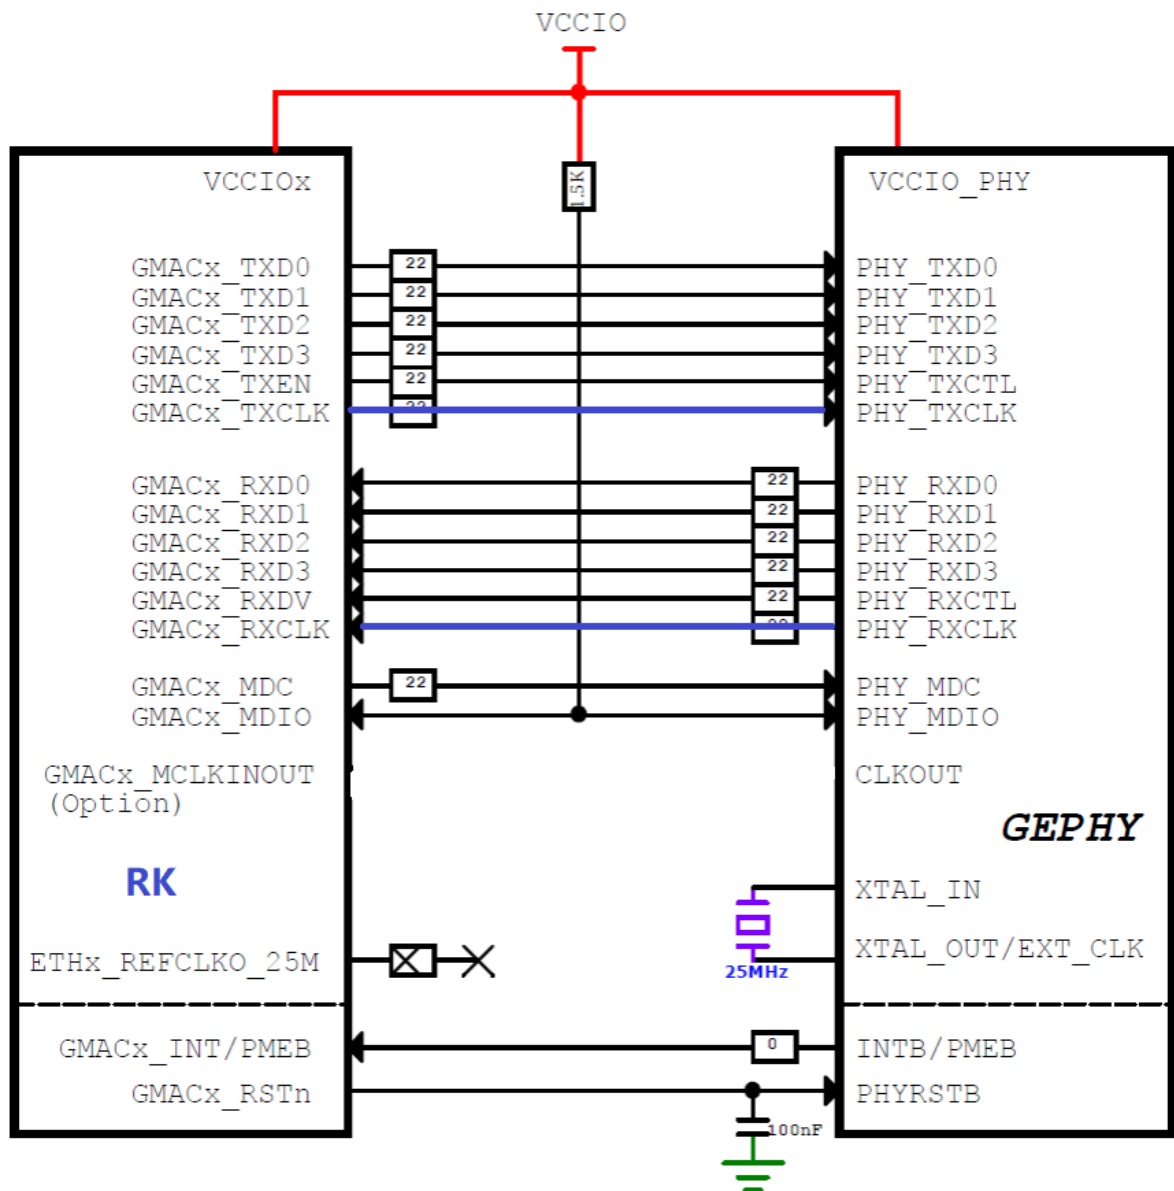 VCCIO
VCCIOx
1.5K
VCCIO_PHY
GMACx_TXD0 22 PHY_TXD0
GMACx_TXD1 22 PHY_TXD1
GMACx_TXD2 22 PHY_TXD2
GMACx_TXD3 22 PHY_TXD3
GMACx_TXEN 22 PHY_TXCTL
GMACx_TXCLK 22 PHY_TXCLK
GMACx_RXD0 22 PHY_RXD0
GMACx_RXD1 22 PHY_RXD1
GMACx_RXD2 22 PHY_RXD2
GMACx_RXD3 22 PHY_RXD3
GMACx_RXDV 22 PHY_RXCTL
GMACx_RXCLK PHY_RXCLK
GMACx_MDC 22 PHY_MDC
GMACx_MDIO PHY_MDIO
GMACx_MCLKINOUT CLKOUT
(Option)
GEPHY
RK
XTAL_IN
ETHx_REFCLKO_25M XTAL_OUT/EXT_CLK
25MHz
GMACx_INT/PMEB 0 INTB/PMEB
GMACx_RSTn PHYRSTB
100nF